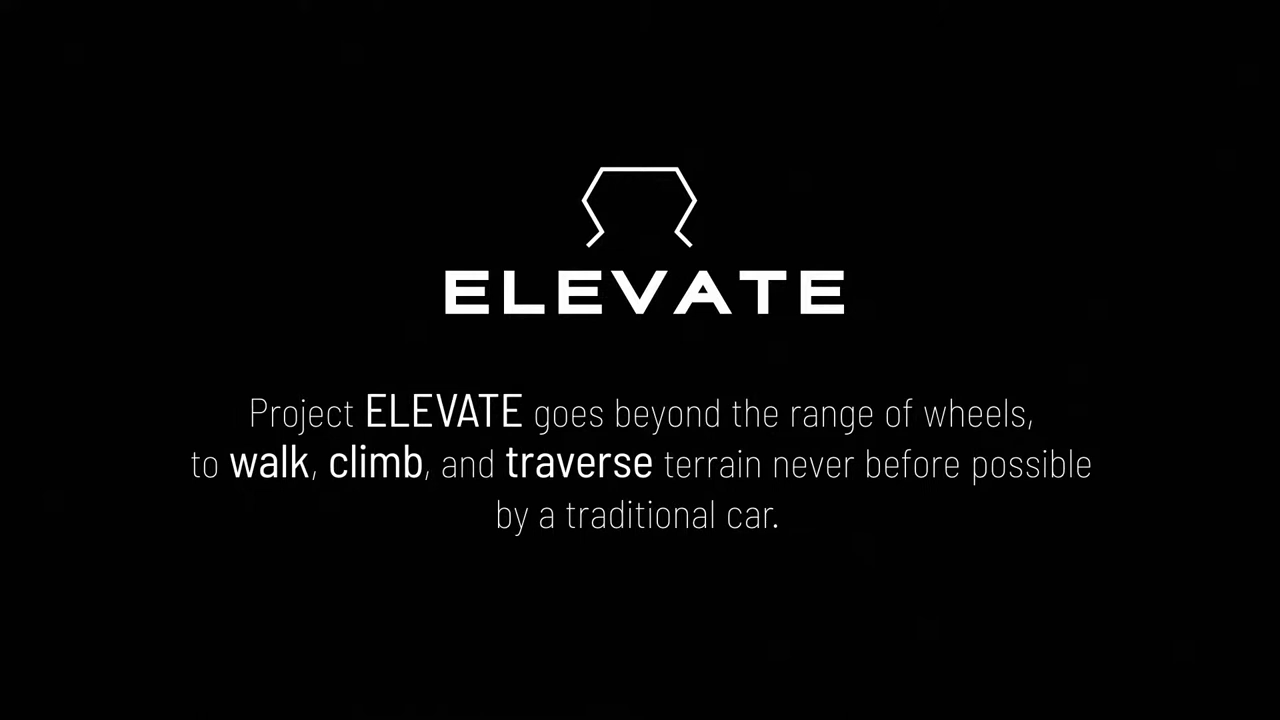 ELEVATE
Project ELEVATE goes beyond the range of wheels,
to walk, climb, and traverse terrain never before possible
by a traditional car.